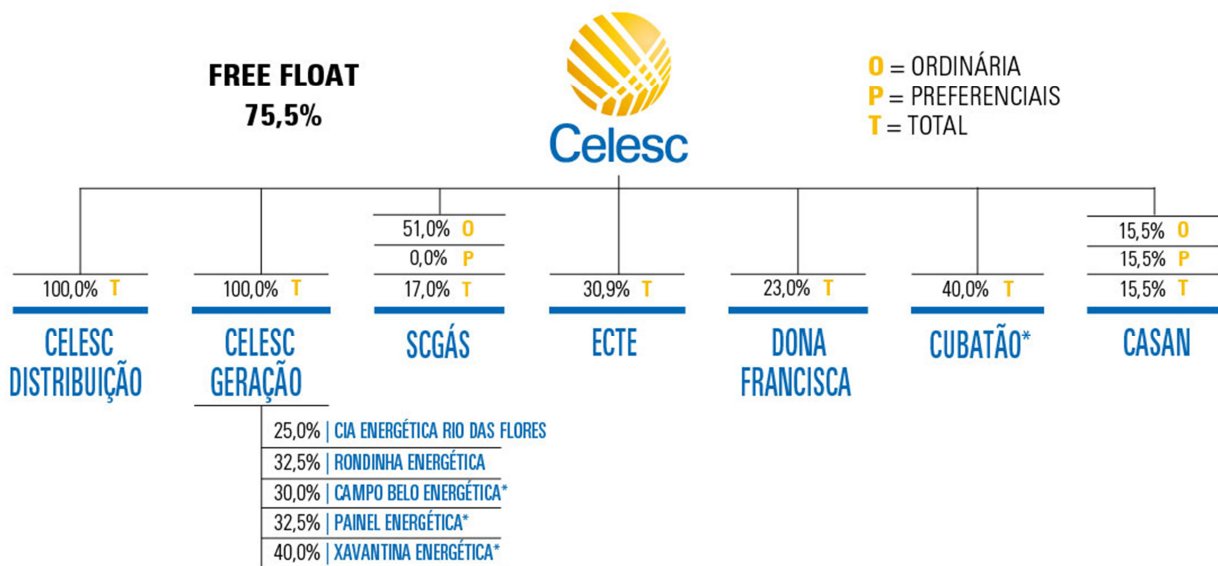 FREE FLOAT
75,5%
Celesc
O = ORDINÁRIA
P = PREFERENCIAIS
T = TOTAL
100,0% T
CELESC
DISTRIBUIÇÃO
100,0% T
CELESC
GERAÇÃO
51,0% O
0,0% P
17,0% T
SCGÁS
30,9% T
ECTE
23,0% T
DONA
FRANCISCA
40,0% T
CUBATÃO*
15,5% O
15,5% P
15,5% T
CASAN
25,0% | CIA ENERGÉTICA RIO DAS FLORES
32,5% | RONDINHA ENERGÉTICA
30,0% | CAMPO BELO ENERGÉTICA*
32,5% | PAINEL ENERGÉTICA*
40,0% | XAVANTINA ENERGÉTICA*